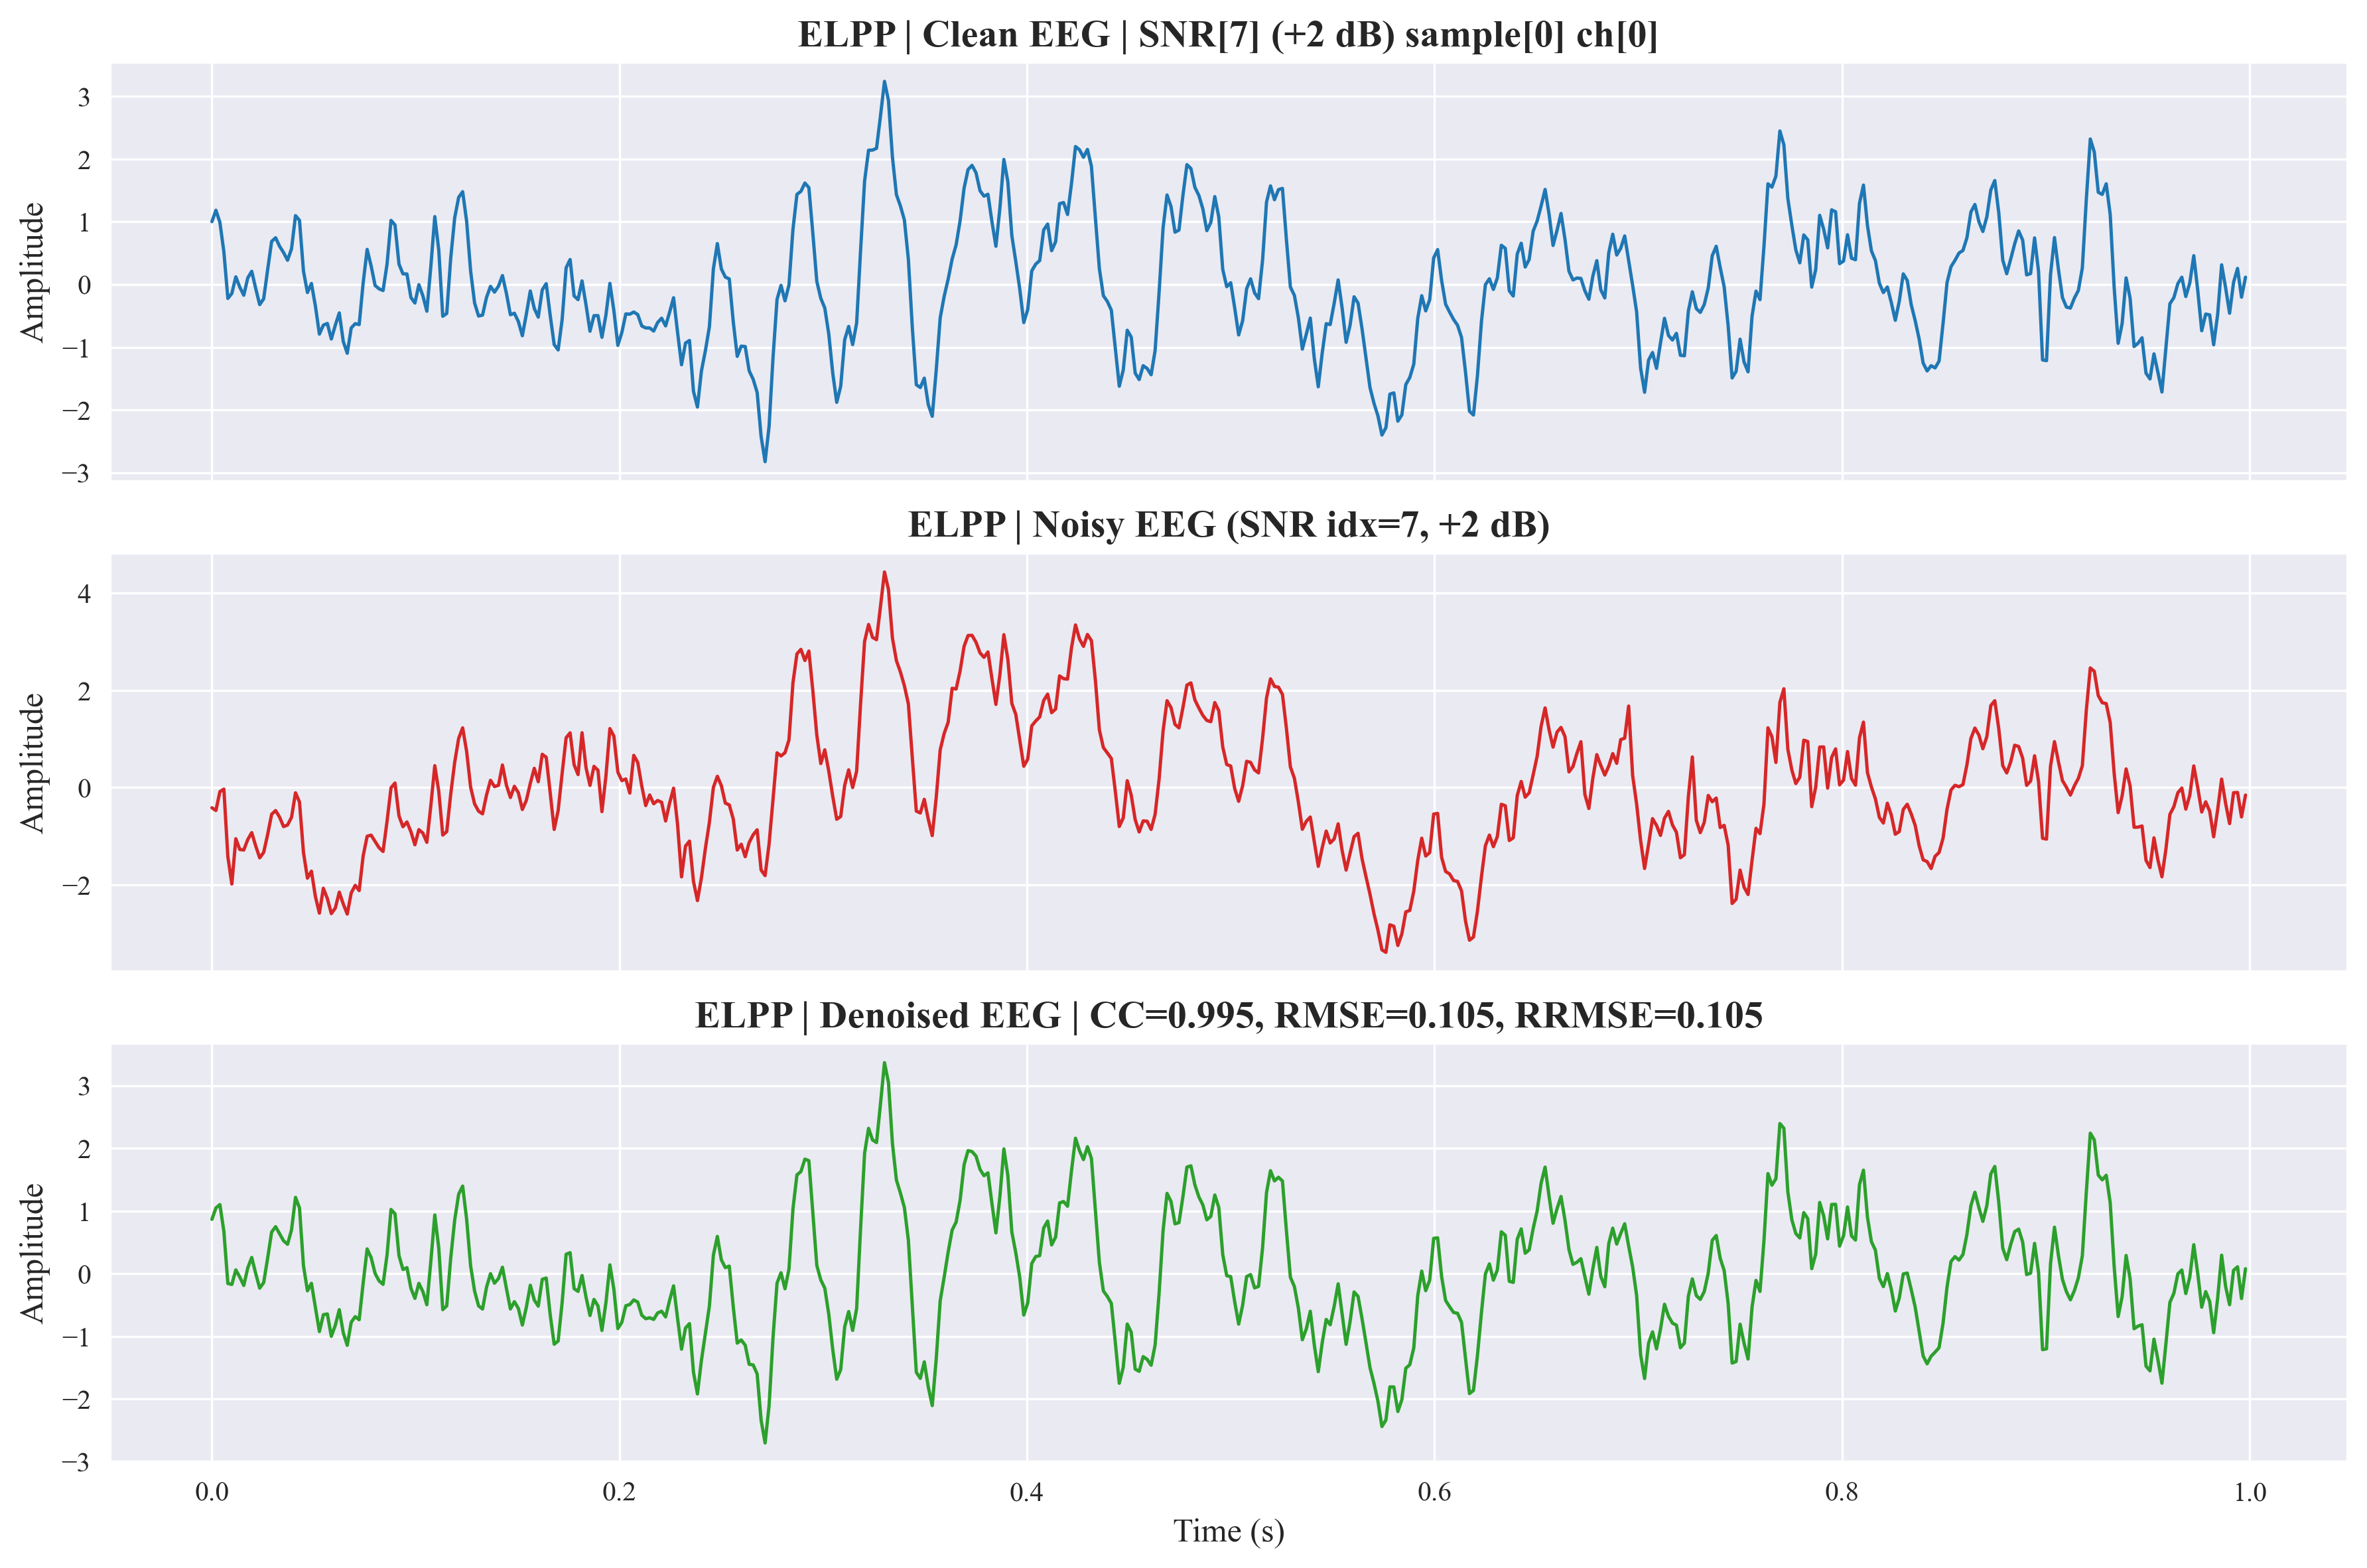 ELPP | Clean EEG | SNR[7] (+2 dB) sample[0] ch[0]
3
2
1
0
−1
−2
−3
Amplitude
ELPP | Noisy EEG (SNR idx=7, +2 dB)
4
2
0
−2
Amplitude
ELPP | Denoised EEG | CC=0.995, RMSE=0.105, RRMSE=0.105
3
2
1
0
−1
−2
−3
Amplitude
0.0 0.2 0.4 0.6 0.8 1.0
Time (s)